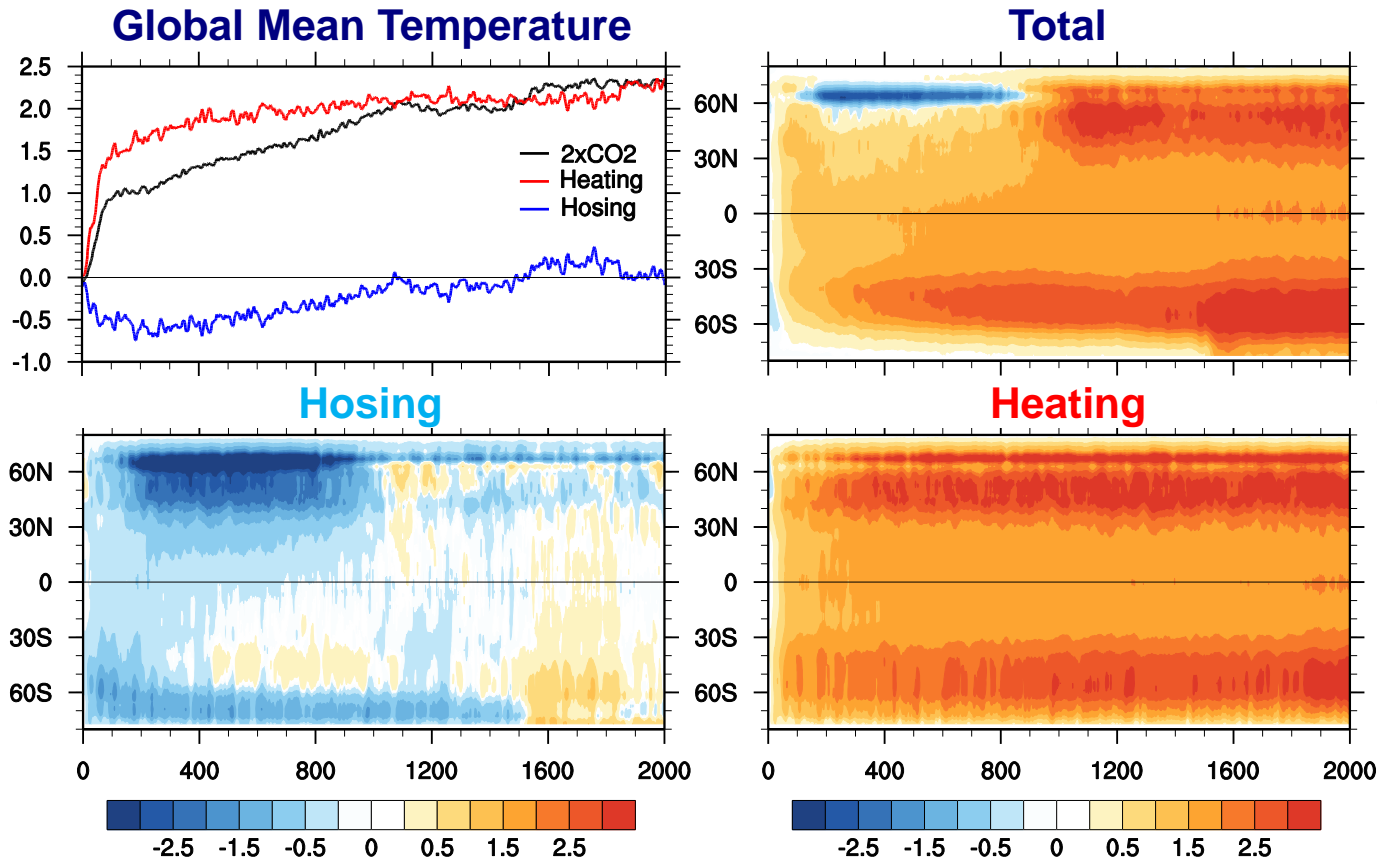 Global Mean Temperature
2.5
2.0
1.5
1.0
0.5
0.0
-0.5
-1.0
2xCO2
Heating
Hosing
Total
60N
30N
0
30S
60S
Hosing
60N
30N
0
30S
60S
0 400 800 1200 1600 2000
-2.5 -1.5 -0.5 0 0.5 1.5 2.5
Heating
60N
30N
0
30S
60S
0 400 800 1200 1600 2000
-2.5 -1.5 -0.5 0 0.5 1.5 2.5